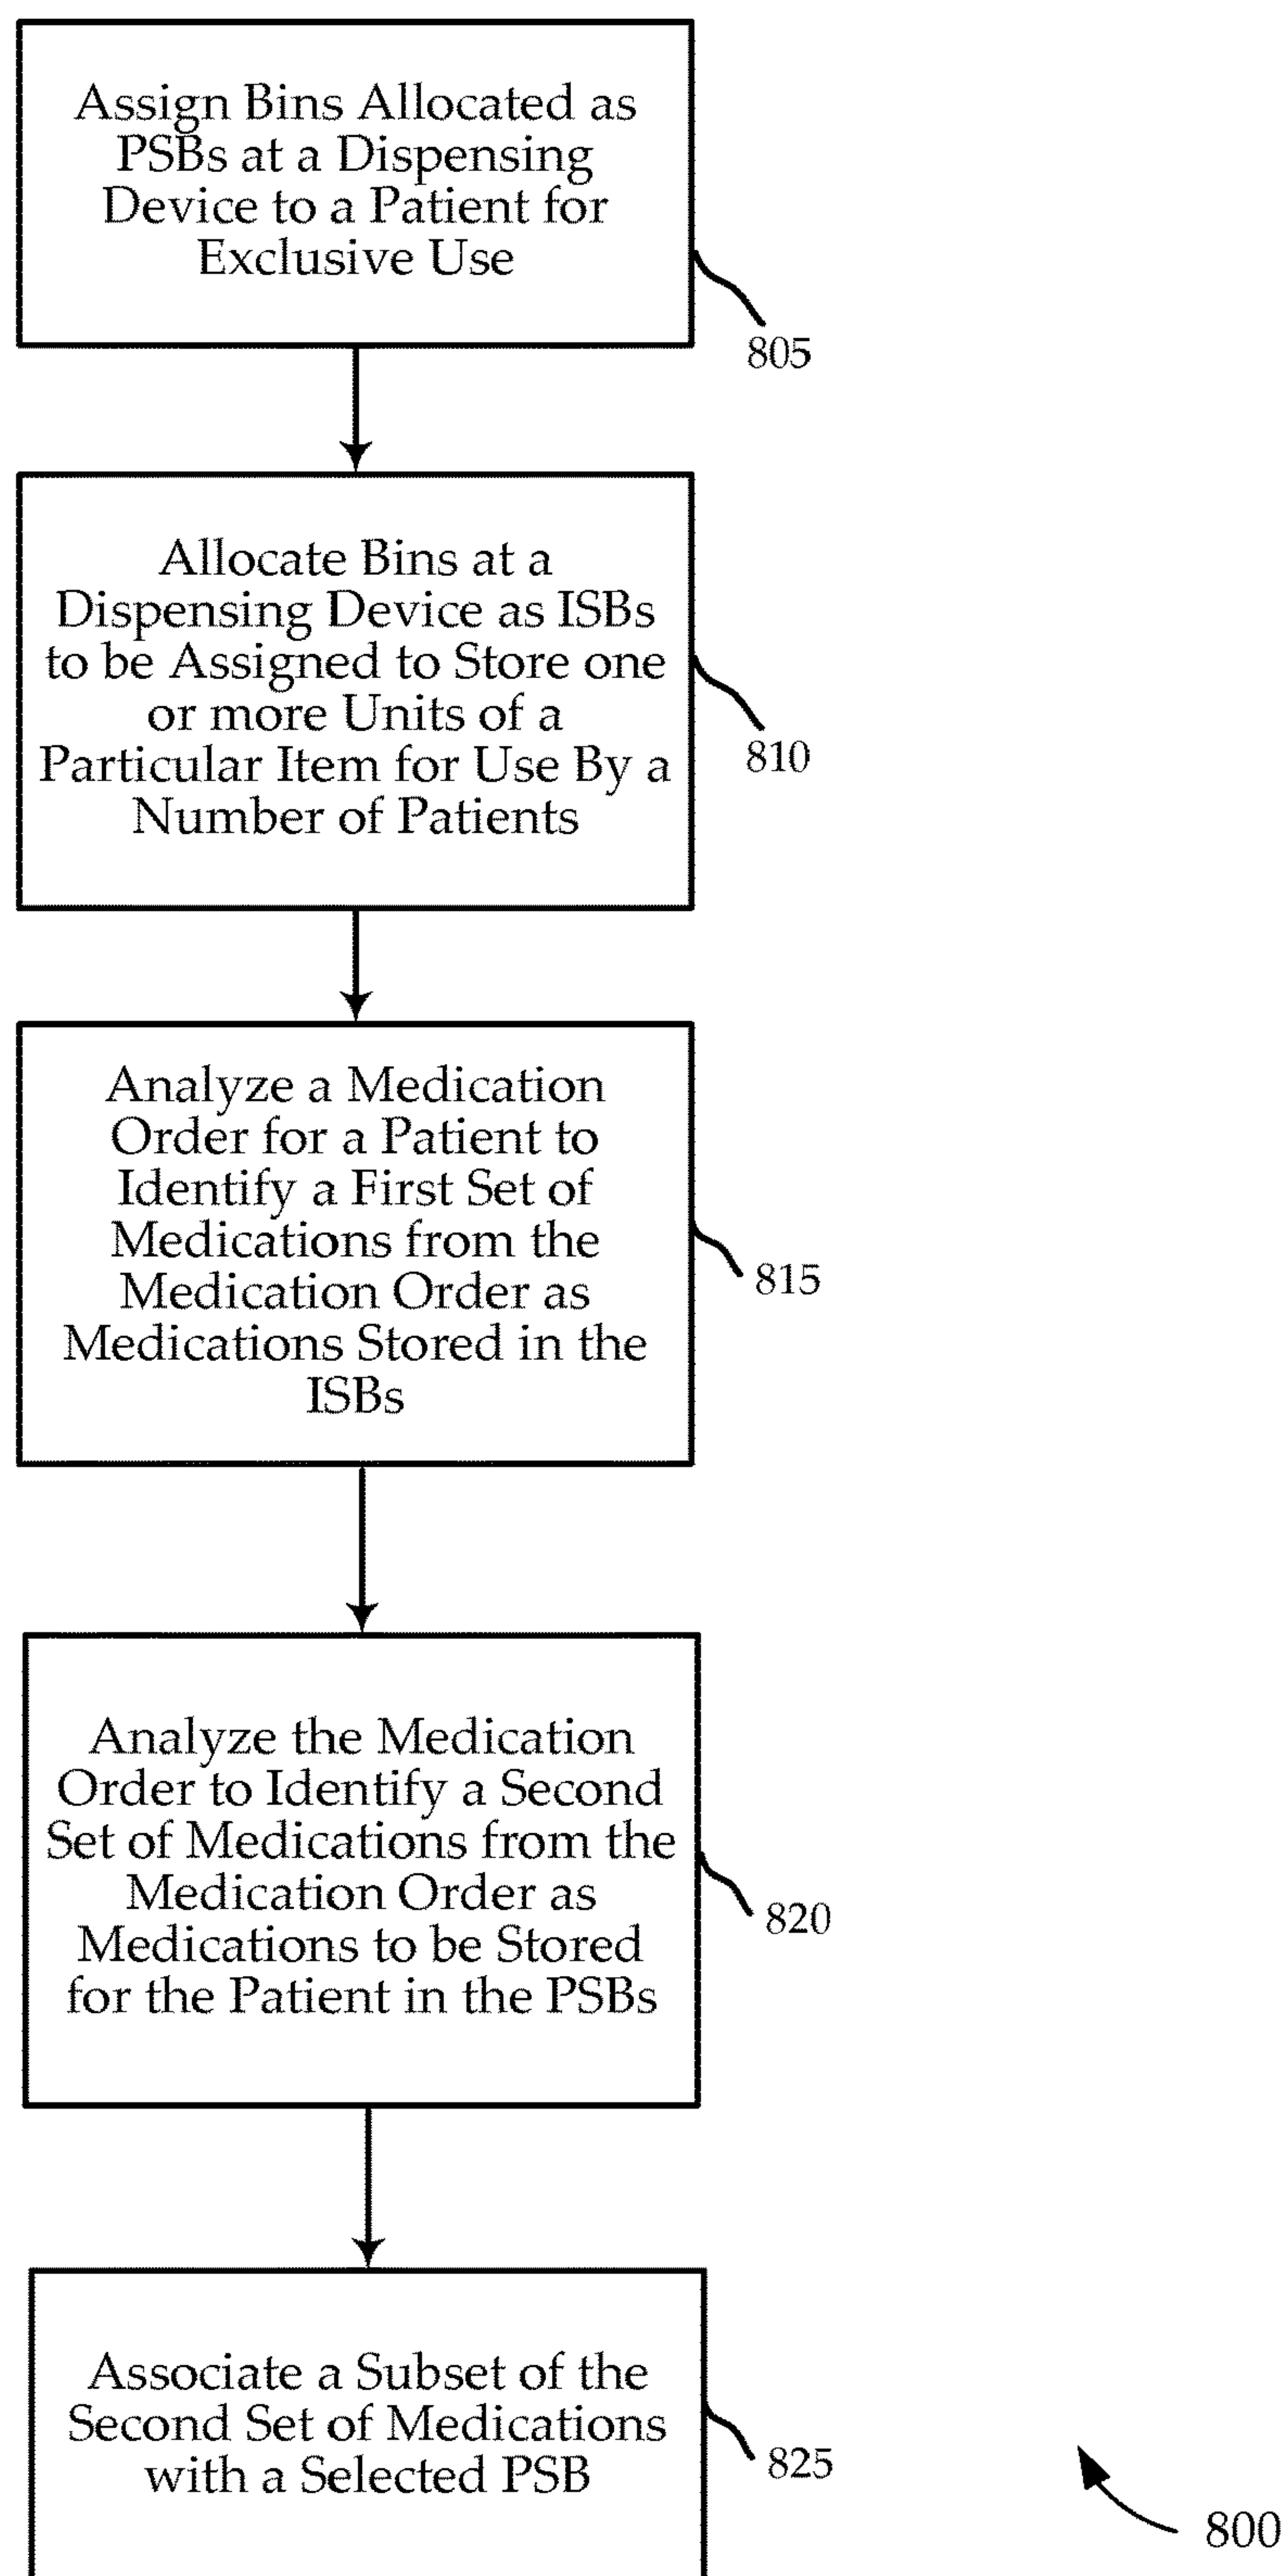 Assign Bins Allocated as
PSBs at a Dispensing
Device to a Patient for
Exclusive Use
805
Allocate Bins at a
Dispensing Device as ISBs
to be Assigned to Store one
or more Units of a
Particular Item for Use By a
Number of Patients
810
Analyze a Medication
Order for a Patient to
Identify a First Set of
Medications from the
Medication Order as
Medications Stored in the
ISBs
815
Analyze the Medication
Order to Identify a Second
Set of Medications from the
Medication Order as
Medications to be Stored
for the Patient in the PSBs
820
Associate a Subset of the
Second Set of Medications
with a Selected PSB
825
800